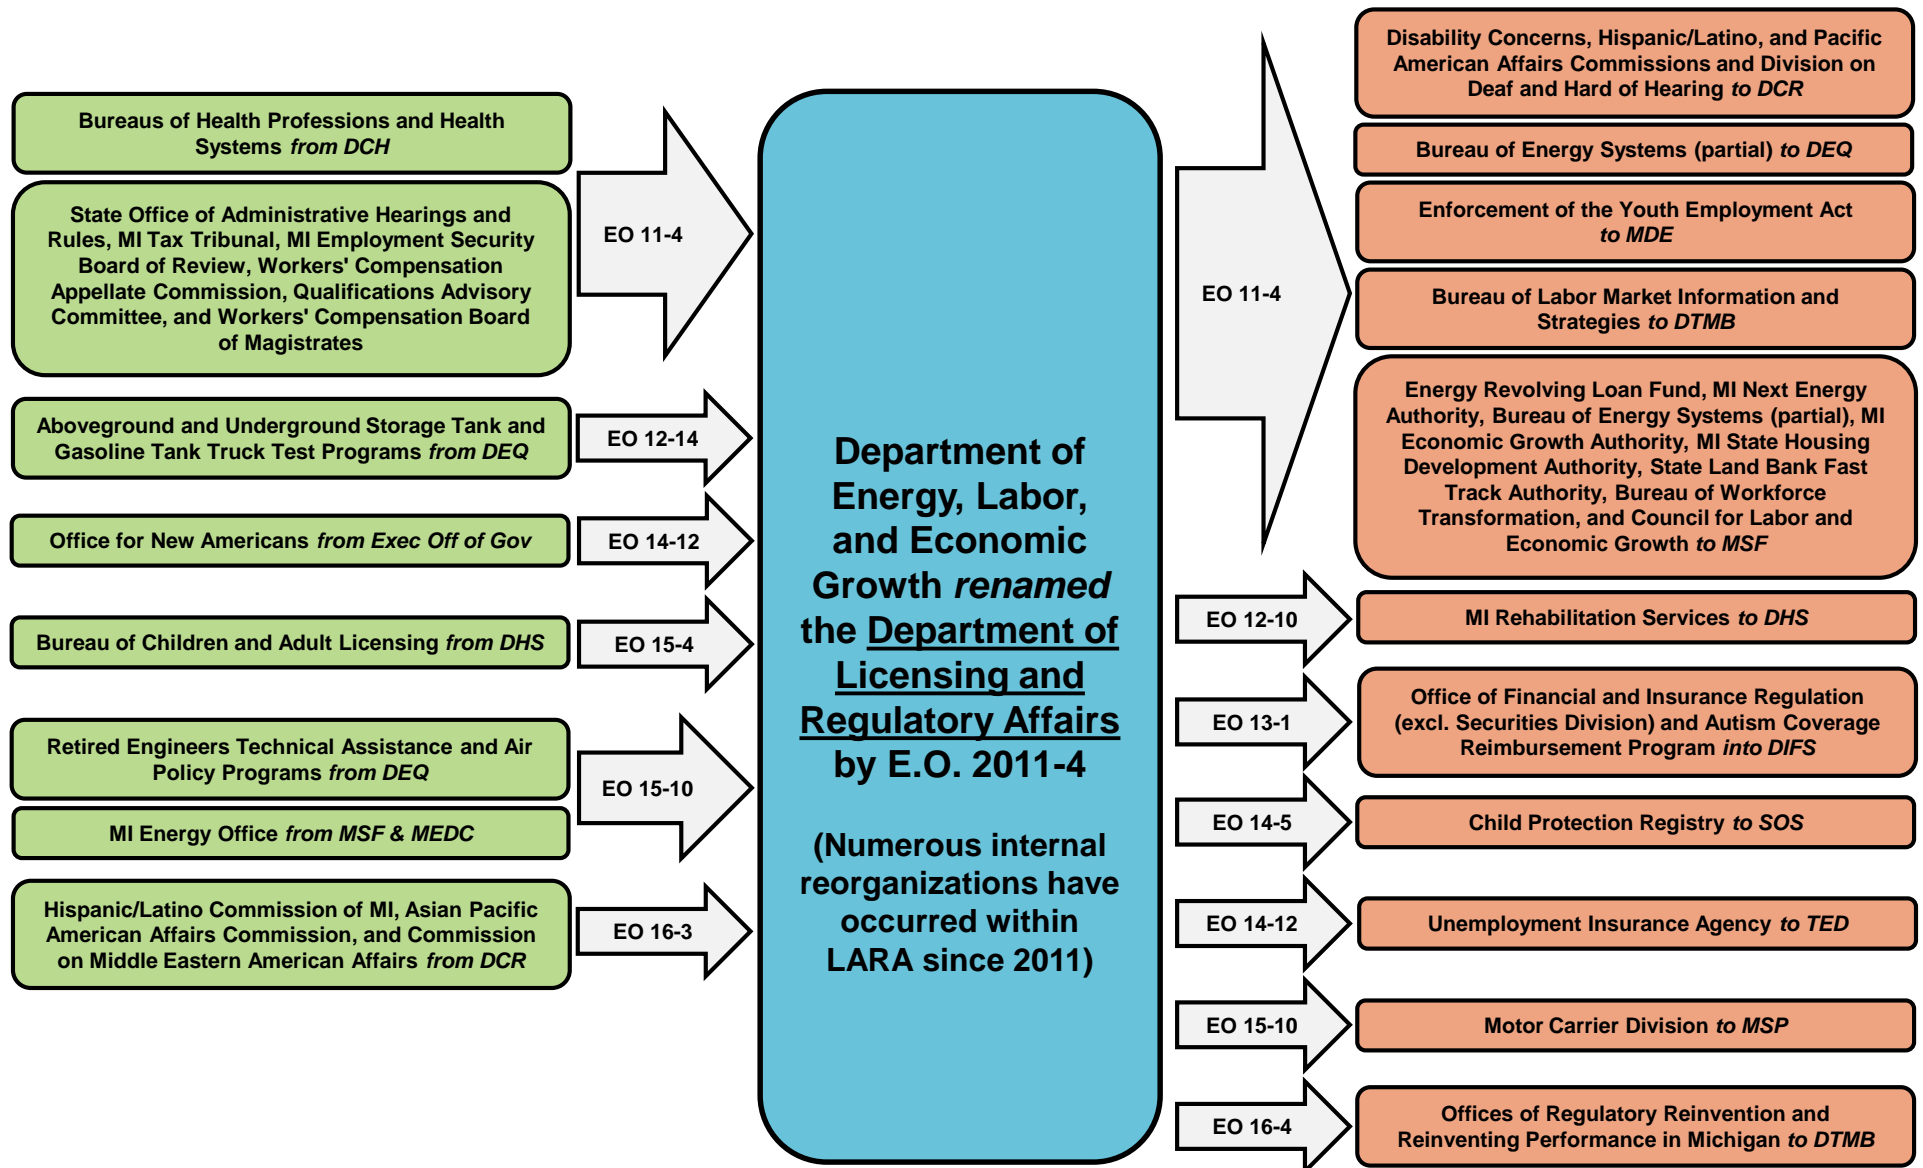 Bureaus of Health Professions and Health
Systems from DCH
State Office of Administrative Hearings and
Rules, MI Tax Tribunal, MI Employment Security
Board of Review, Workers' Compensation
Appellate Commission, Qualifications Advisory
Committee, and Workers' Compensation Board
of Magistrates
EO 11-4
Aboveground and Underground Storage Tank and
Gasoline Tank Truck Test Programs from DEQ
EO 12-14
Office for New Americans from Exec Off of Gov
EO 14-12
Bureau of Children and Adult Licensing from DHS
EO 15-4
Retired Engineers Technical Assistance and Air
Policy Programs from DEQ
MI Energy Office from MSF & MEDC
EO 15-10
Hispanic/Latino Commission of MI, Asian Pacific
American Affairs Commission, and Commission
on Middle Eastern American Affairs from DCR
EO 16-3
Department of
Energy, Labor,
and Economic
Growth renamed
the Department of
Licensing and
Regulatory Affairs
by E.O. 2011-4
(Numerous internal
reorganizations have
occurred within
LARA since 2011)
EO 11-4
Disability Concerns, Hispanic/Latino, and Pacific
American Affairs Commissions and Division on
Deaf and Hard of Hearing to DCR
Bureau of Energy Systems (partial) to DEQ
Enforcement of the Youth Employment Act
to MDE
Bureau of Labor Market Information and
Strategies to DTMB
Energy Revolving Loan Fund, MI Next Energy
Authority, Bureau of Energy Systems (partial), MI
Economic Growth Authority, MI State Housing
Development Authority, State Land Bank Fast
Track Authority, Bureau of Workforce
Transformation, and Council for Labor and
Economic Growth to MSF
EO 12-10
MI Rehabilitation Services to DHS
EO 13-1
Office of Financial and Insurance Regulation
(excl. Securities Division) and Autism Coverage
Reimbursement Program into DIFS
EO 14-5
Child Protection Registry to SOS
EO 14-12
Unemployment Insurance Agency to TED
EO 15-10
Motor Carrier Division to MSP
EO 16-4
Offices of Regulatory Reinvention and
Reinventing Performance in Michigan to DTMB